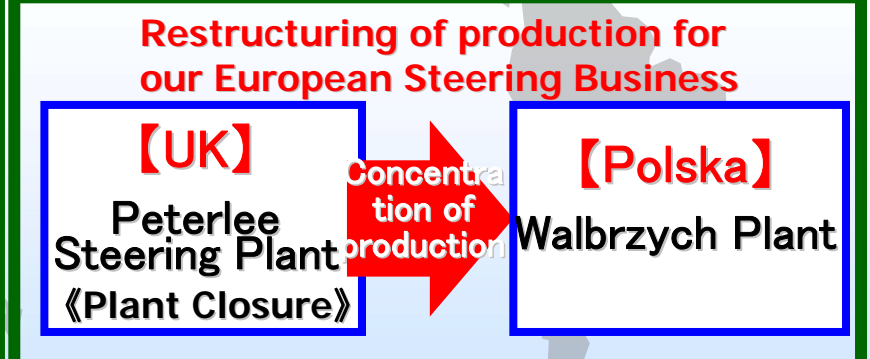 Restructuring of production for
our European Steering Business
【UK】
Peterlee
Steering Plant
《Plant Closure》
Concentra
tion of
production
【Polska】
Walbrzych Plant